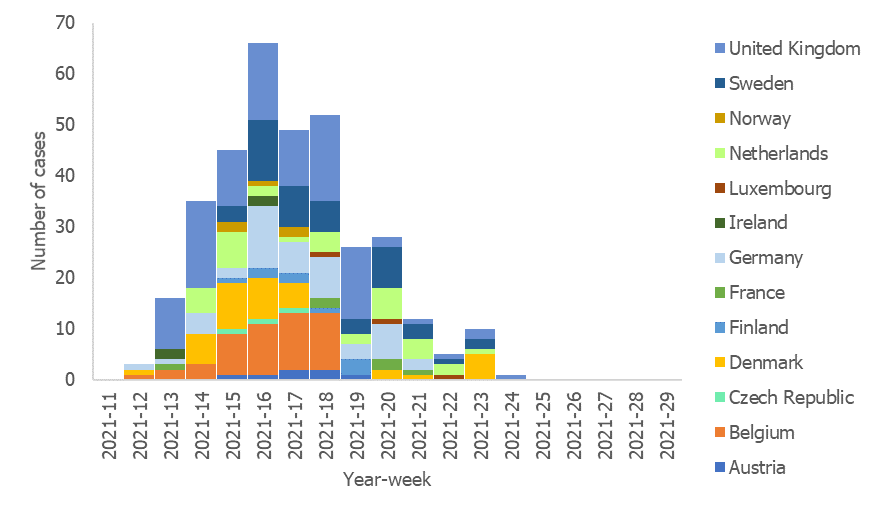 70
60
50
40
30
20
10
0
Number of cases
2021-11
2021-12
2021-13
2021-14
2021-15
2021-16
2021-17
2021-18
2021-19
2021-20
2021-21
2021-22
2021-23
2021-24
2021-25
2021-26
2021-27
2021-28
2021-29
Year-week
United Kingdom
Sweden
Norway
Netherlands
Luxembourg
Ireland
Germany
France
Finland
Denmark
Czech Republic
Belgium
Austria